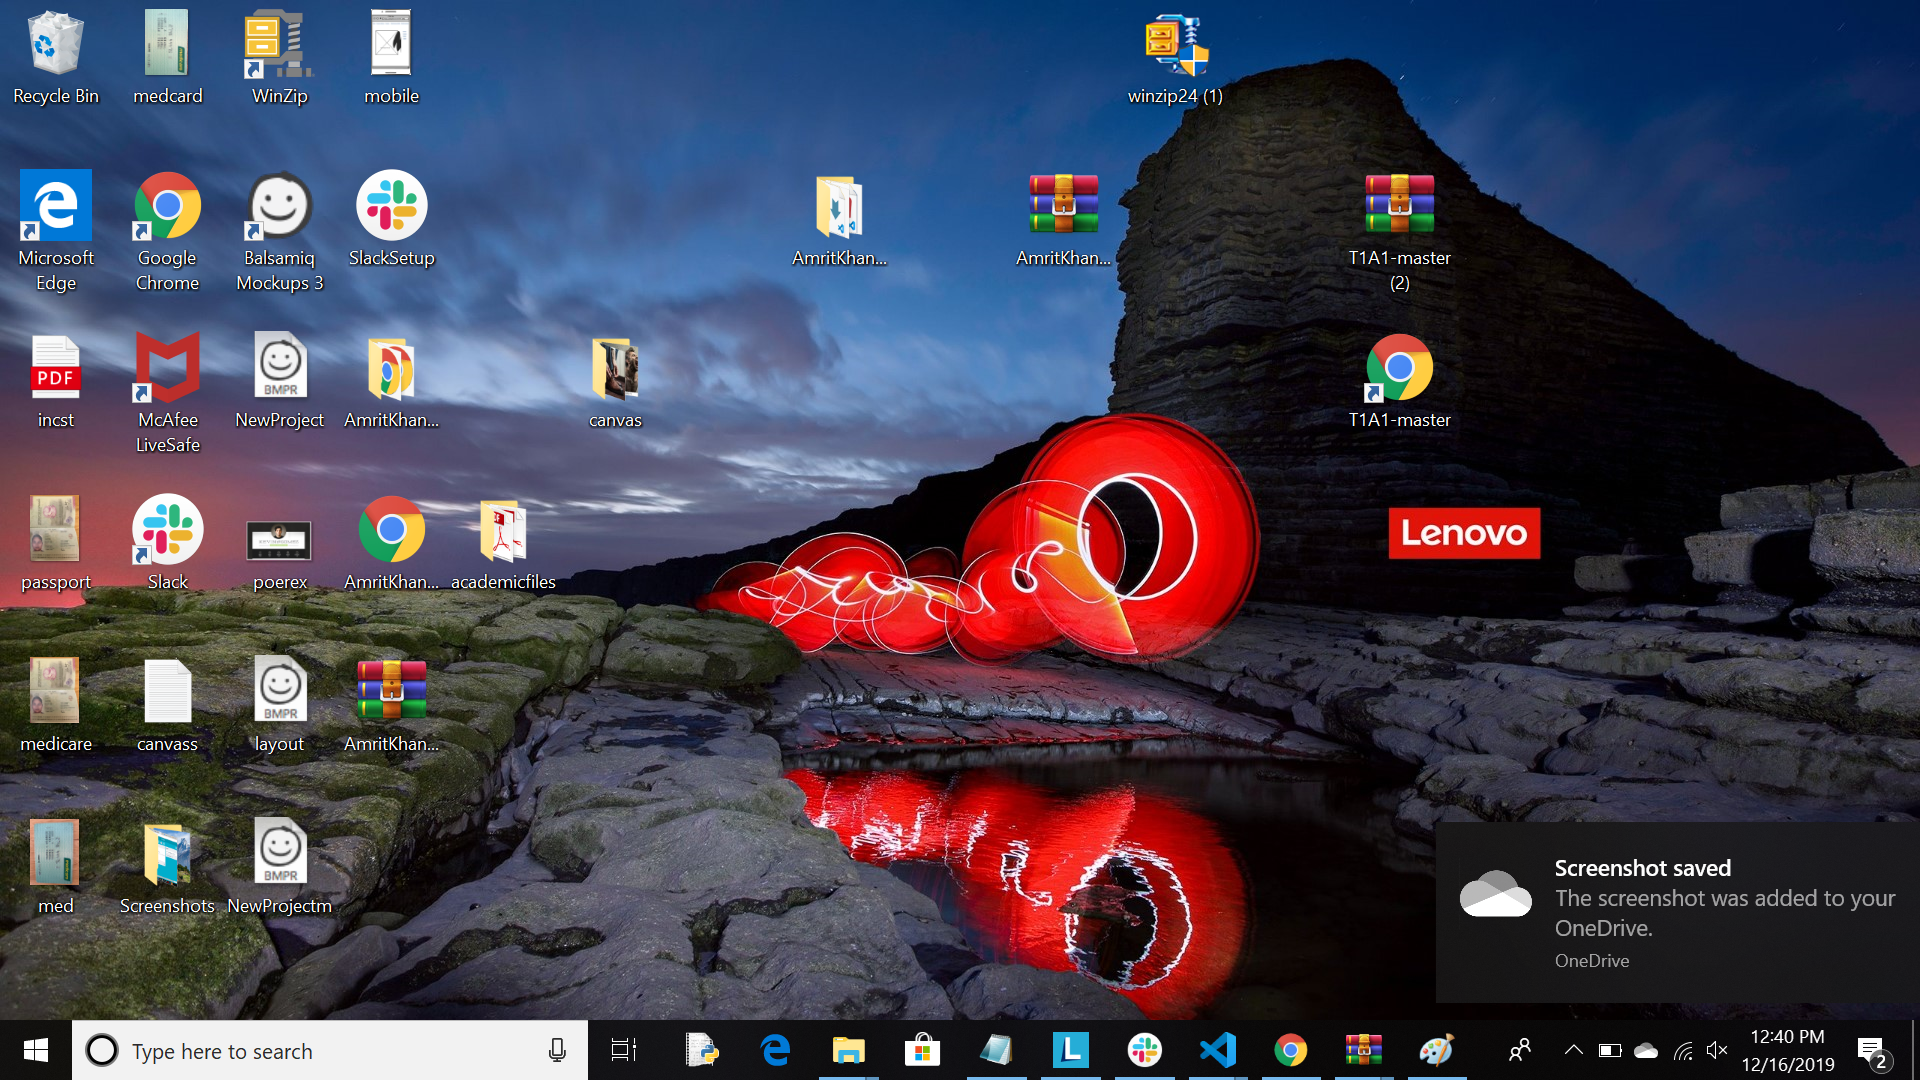 Recycle Bin
medcard
WinZip
mobile
winzip24 (1)
Microsoft
Edge
Google
Chrome
Balsamiq
Mockups 3
SlackSetup
AmritKhan...
AmritKhan...
T1A1-master
(2)
PDF
incst
McAfee
LiveSafe
BMPR
NewProject
AmritKhan...
canvas
T1A1-master
Lenovo
passport
Slack
poerex
AmritKhan...
academicfiles
medicare
canvass
BMPR
layout
AmritKhan...
med
Screenshots
BMPR
NewProjectm
Screenshot saved
The screenshot was added to your
OneDrive.
OneDrive
Type here to search
L
12:40 PM
12/16/2019
2